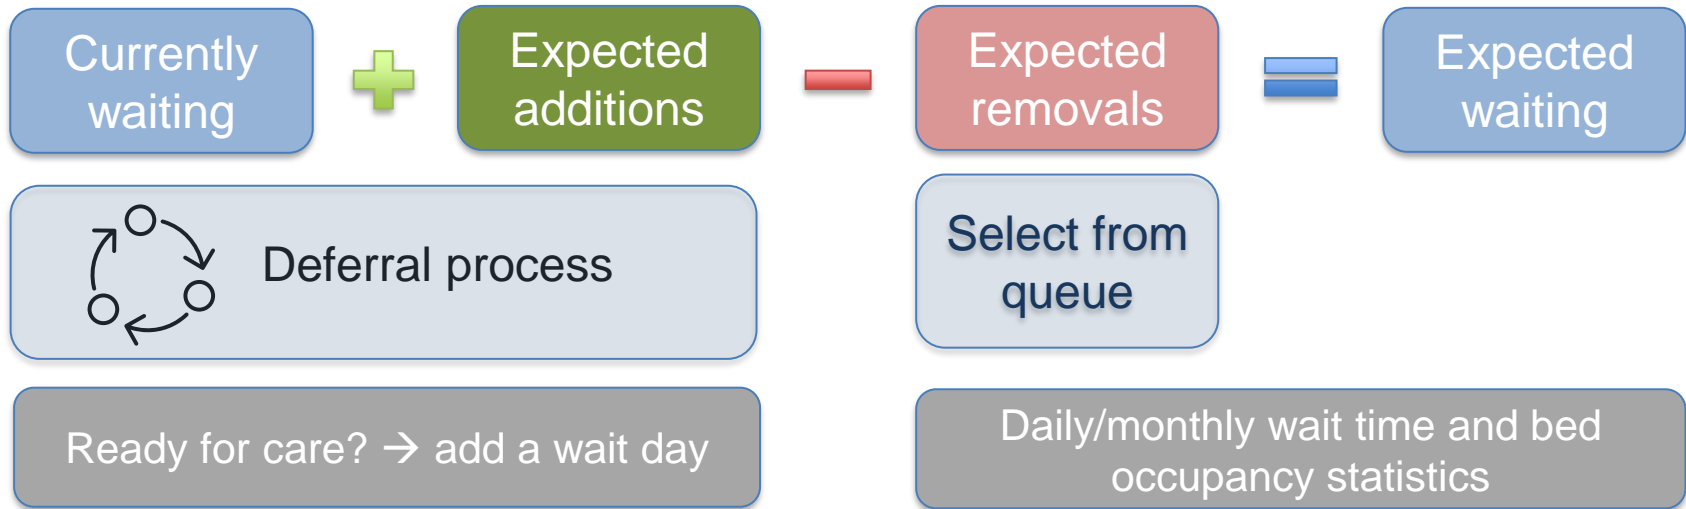 Currently
waiting
Expected
additions
Expected
removals
Expected
waiting
Deferral process
Select from
queue
Ready for care? → add a wait day
Daily/monthly wait time and bed
occupancy statistics